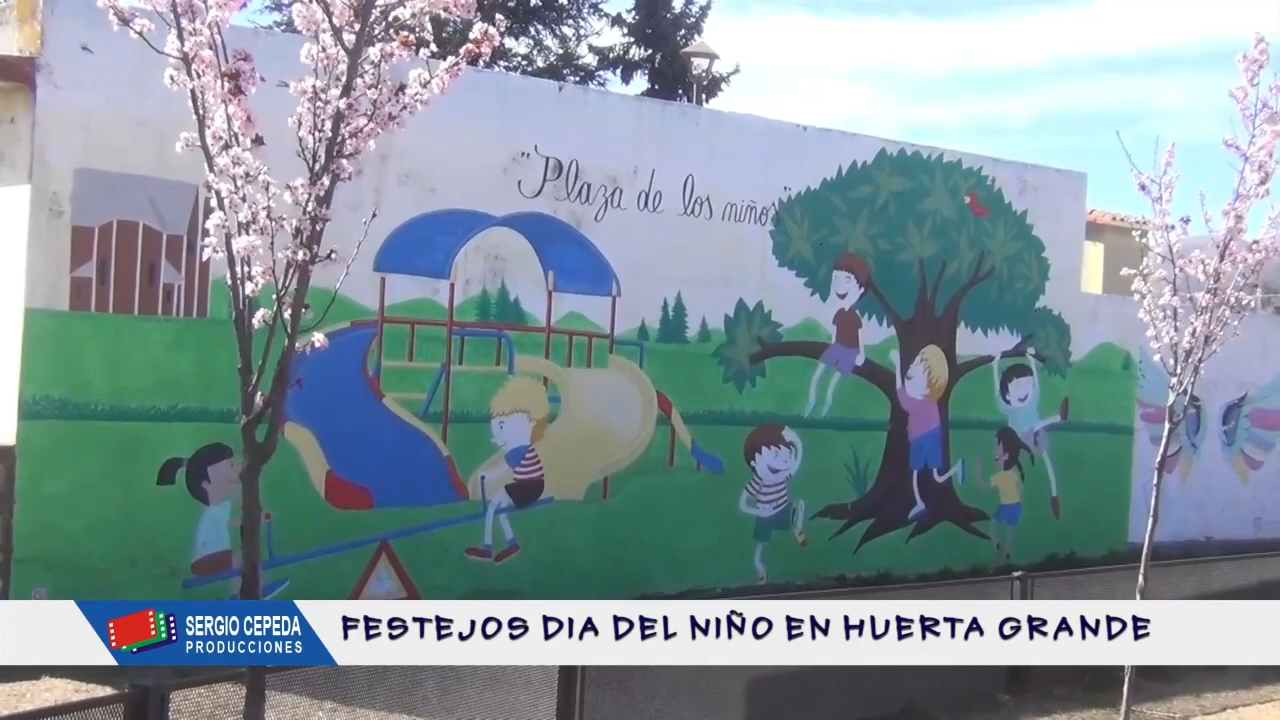 "Plaza de los niños"
SERGIO CEPEDA
PRODUCCIONES
FESTEJOS DIA DEL NIÑO EN HUERTA GRANDE